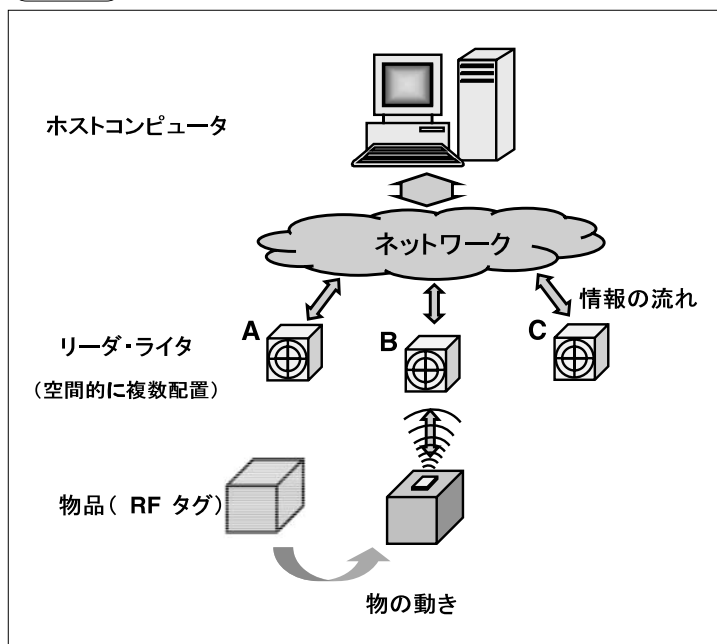 ホストコンピュータ
ネットワーク
情報の流れ
A
B
C
リーダ・ライタ
（空間的に複数配置）
物品（ RF タグ）
物の動き